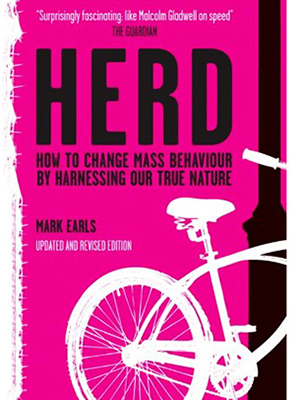 “Surprisingly fascinating: like Malcolm Gladwell on speed”
THE GUARDIAN
HERD
HOW TO CHANGE MASS BEHAVIOUR
BY HARNESSING OUR TRUE NATURE
MARK EARLS
UPDATED AND REVISED EDITION